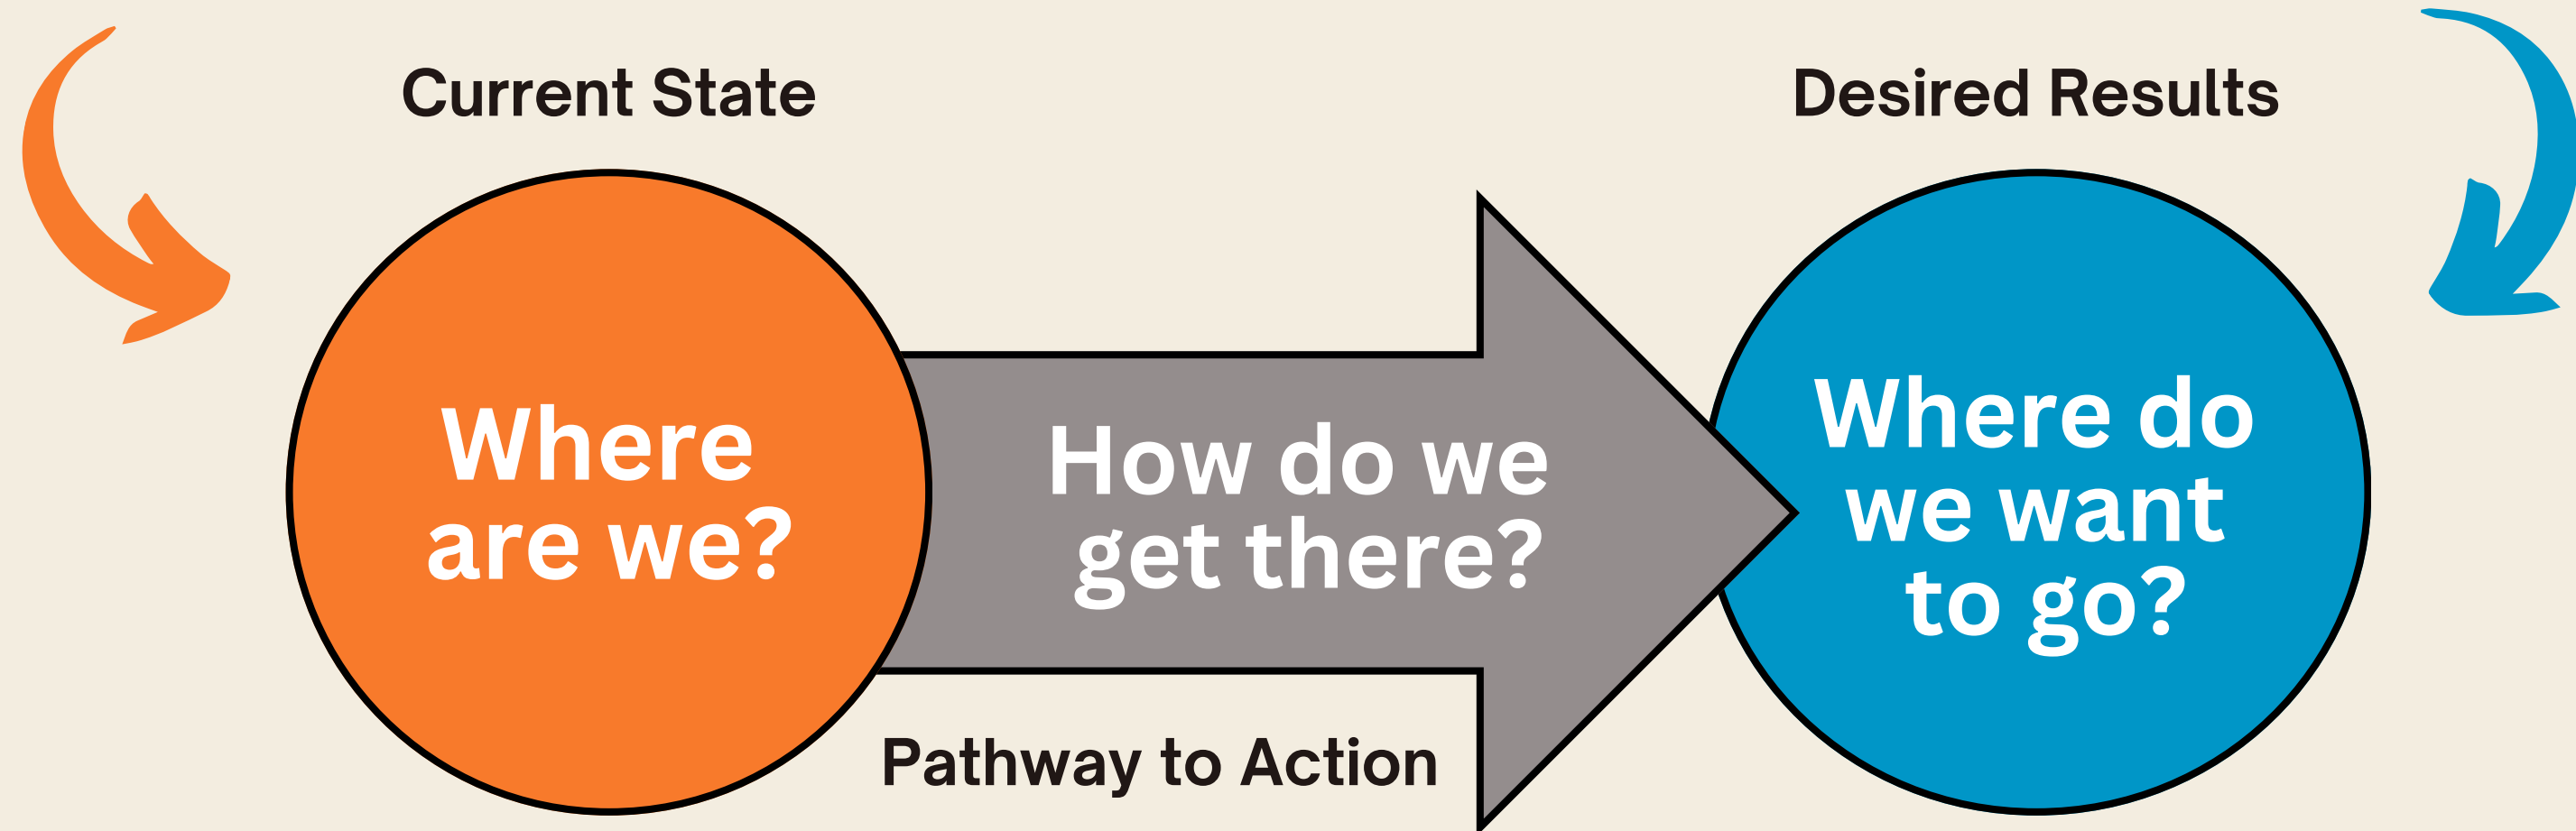 Current State
Desired Results
Where
are we?
How do we
get there?
Where do
we want
to go?
Pathway to Action